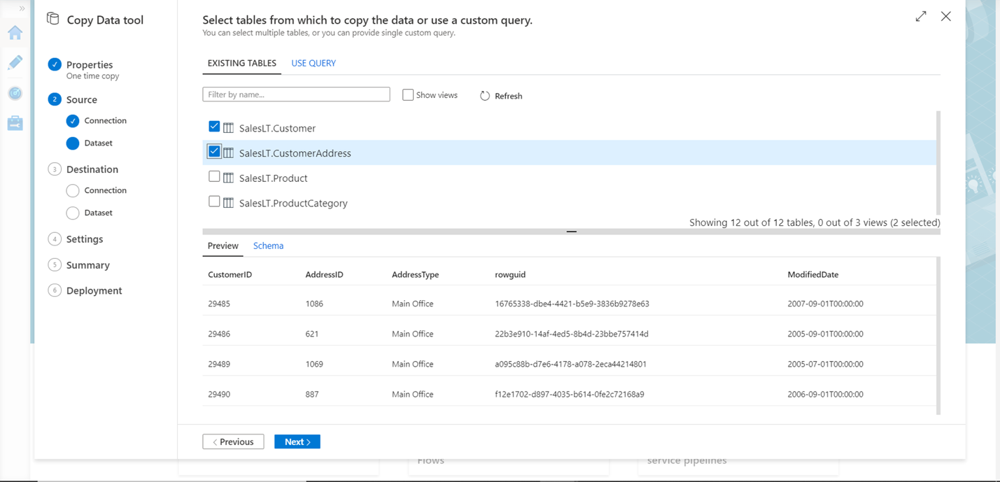 Copy Data tool
Properties
One time copy
2 Source
Connection
Dataset
3 Destination
Connection
Dataset
4 Settings
5 Summary
6 Deployment
Select tables from which to copy the data or use a custom query.
You can select multiple tables, or you can provide single custom query.
EXISTING TABLES USE QUERY
Filter by name... Show views Refresh
SalesLT.Customer
SalesLT.CustomerAddress
SalesLT.Product
SalesLT.ProductCategory
Showing 12 out of 12 tables, 0 out of 3 views (2 selected)
Preview Schema
CustomerID AddressID AddressType rowguid ModifiedDate
29485 1086 Main Office 16765338-dbe4-4421-b5e9-3836b9278e63 2007-09-01T00:00:00
29486 621 Main Office 22b3e910-14af-4ed5-8b4d-23bbe757414d 2005-09-01T00:00:00
29489 1069 Main Office a095c88b-d7e6-4178-a078-2eca44214801 2005-07-01T00:00:00
29490 887 Main Office f12e1702-d897-4035-b614-0fe2c72168a9 2006-09-01T00:00:00
< Previous Next >
Flows service pipelines